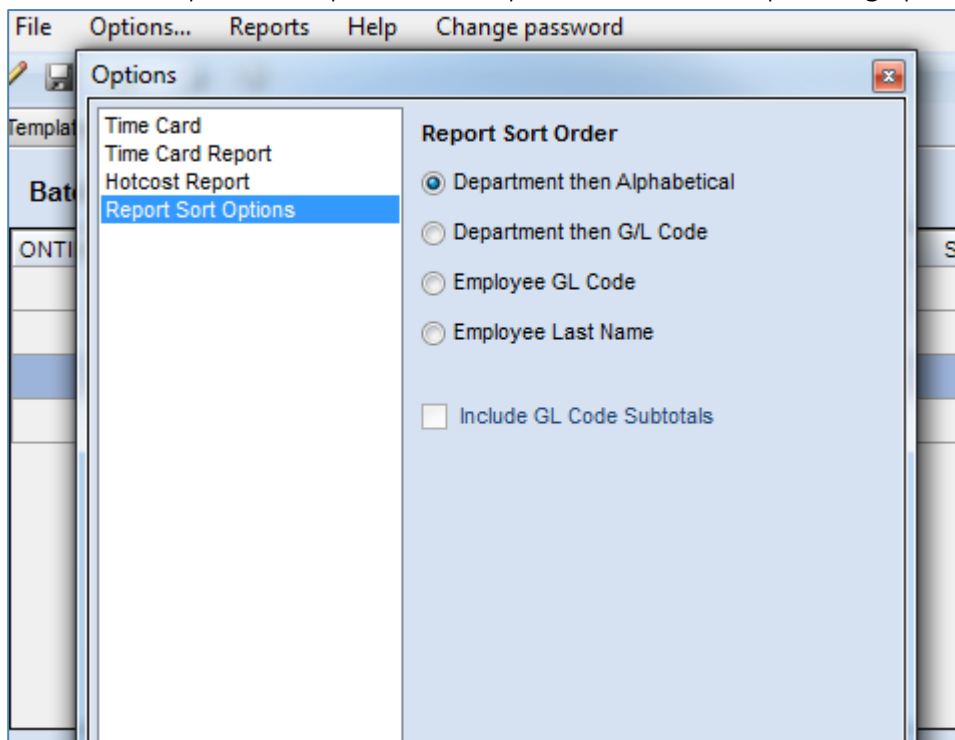 File Options... Reports Help Change password
Options
Templat
Time Card
Time Card Report
Hotcost Report
Report Sort Options
Report Sort Order
Department then Alphabetical
Department then G/L Code
Employee GL Code
Employee Last Name
Include GL Code Subtotals
Bat
ONTI
S